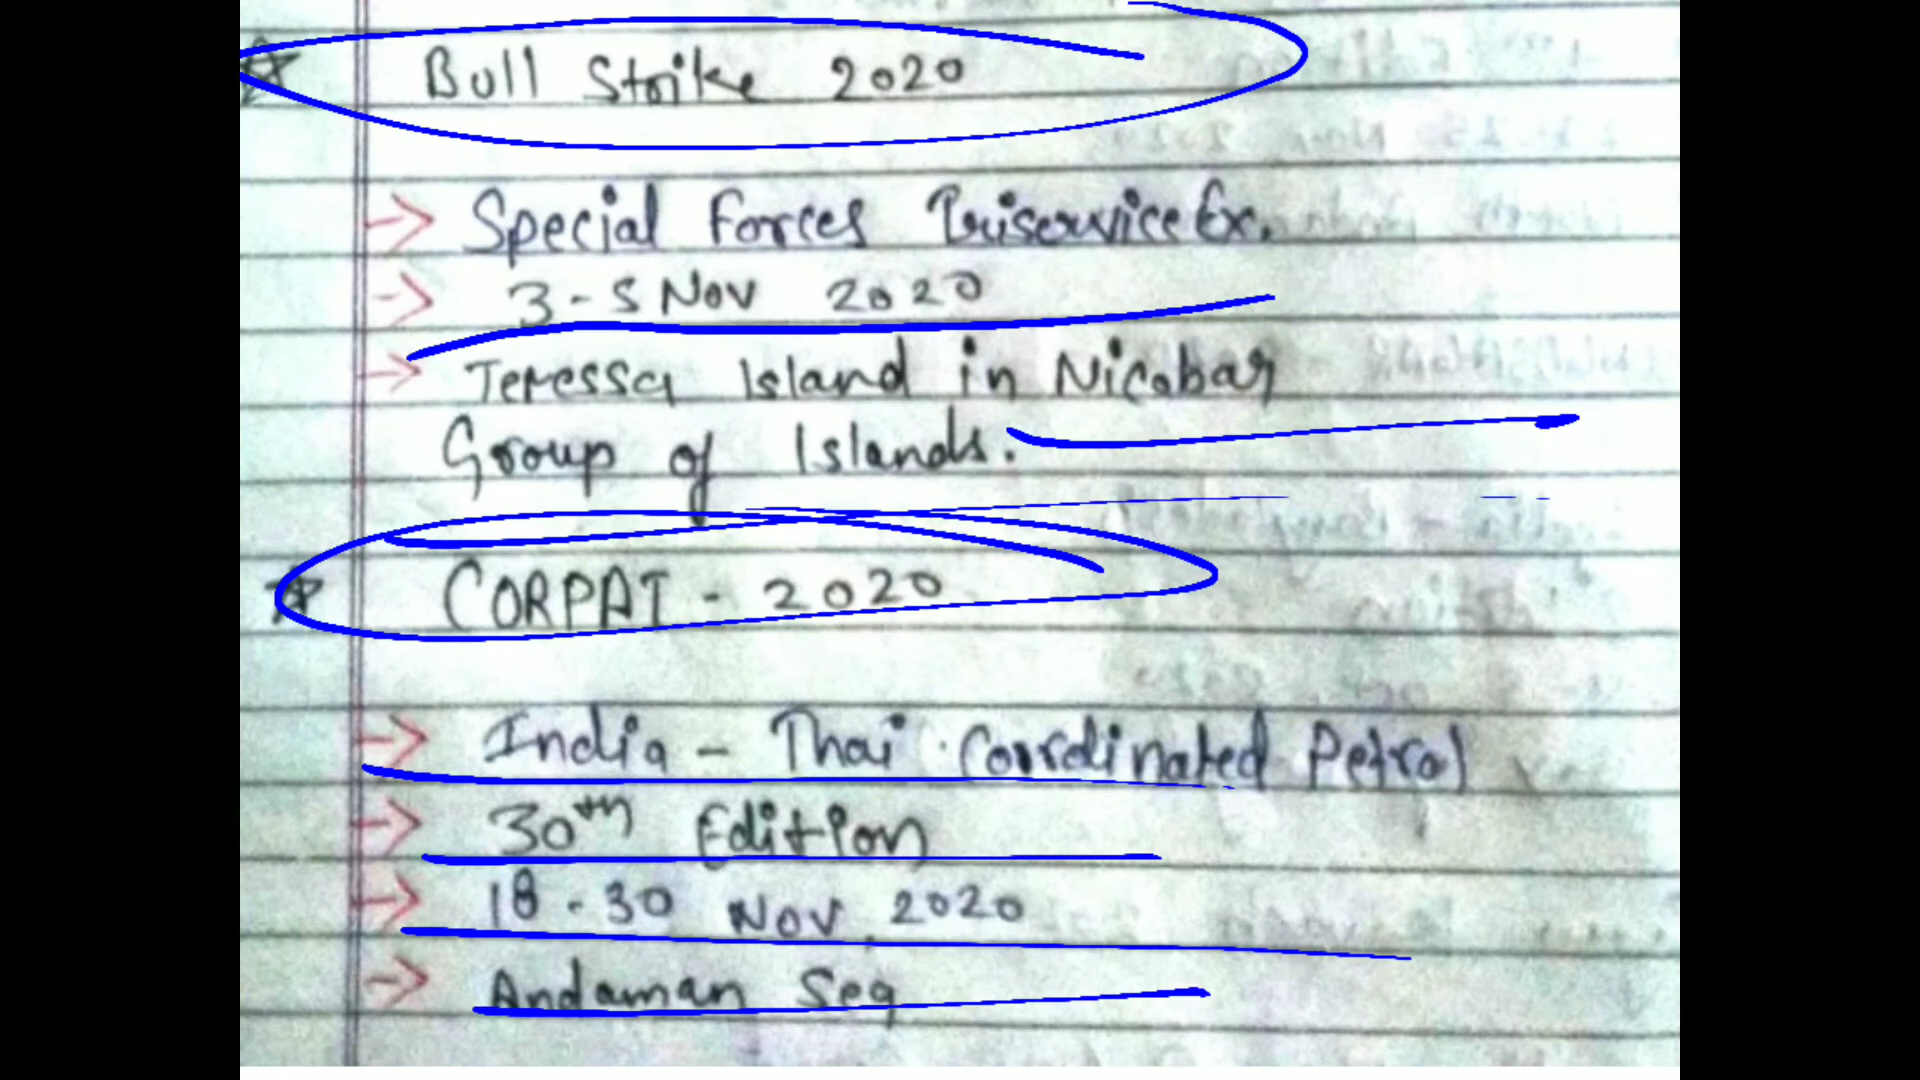 Bull Strike 2020
→ Special Forces Triservice Ex.
→ 3-5 Nov 2020
→ Teressa Island in Nicobar
Group of Islands.
CORPAT - 2020
→ India - Thai Coordinated Petrol
→ 30th Edition
→ 18-30 Nov 2020
→ Andaman Sea